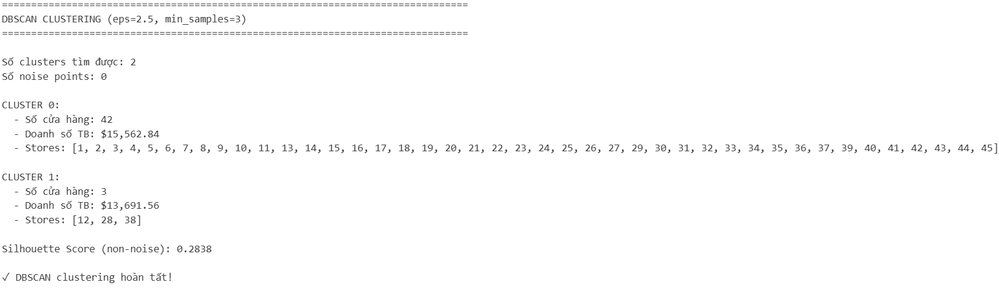 ================================================================================
DBSCAN CLUSTERING (eps=2.5, min_samples=3)
================================================================================
Số clusters tìm được: 2
Số noise points: 0
CLUSTER 0:
  - Số cửa hàng: 42
  - Doanh số TB: $15,562.84
  - Stores: [1, 2, 3, 4, 5, 6, 7, 8, 9, 10, 11, 13, 14, 15, 16, 17, 18, 19, 20, 21, 22, 23, 24, 25, 26, 27, 29, 30, 31, 32, 33, 34, 35, 36, 37, 39, 40, 41, 42, 43, 44, 45]
CLUSTER 1:
  - Số cửa hàng: 3
  - Doanh số TB: $13,691.56
  - Stores: [12, 28, 38]
Silhouette Score (non-noise): 0.2838
✓ DBSCAN clustering hoàn tất!